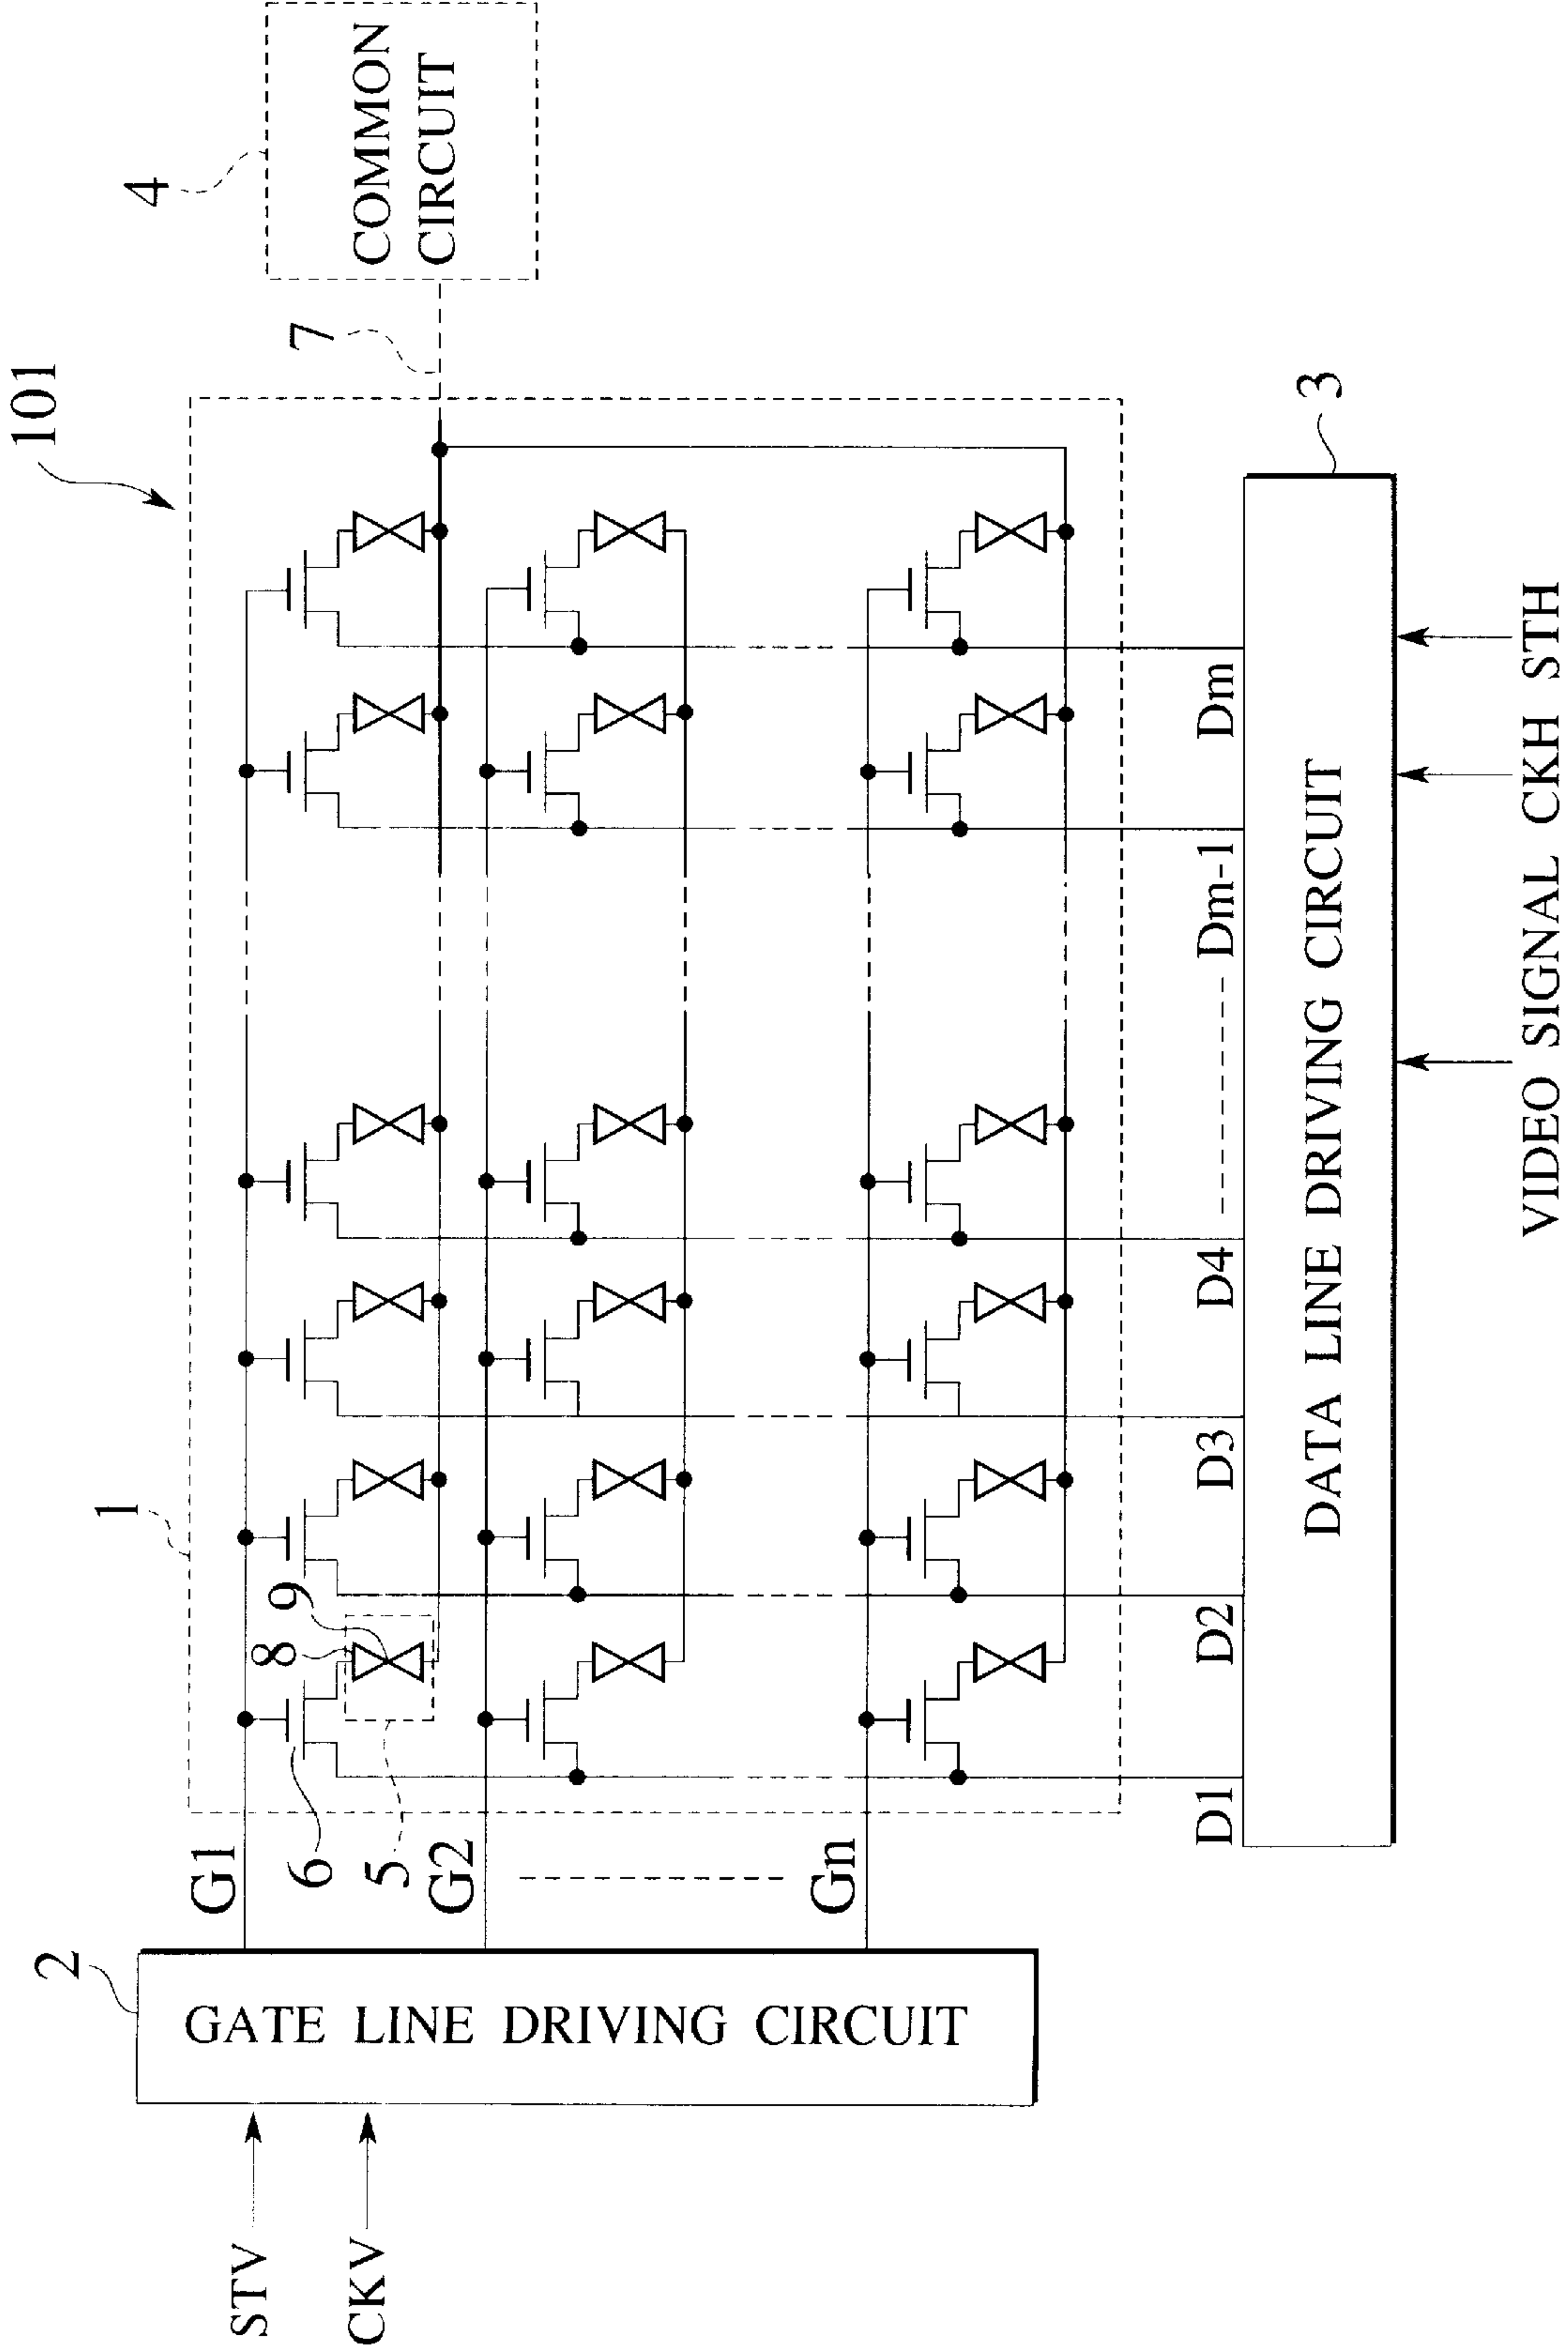 101
1
2
STV
CKV
GATE LINE DRIVING CIRCUIT
G1
G2
Gn
6
5
8
9
7
4
COMMON
CIRCUIT
D1
D2
D3
D4
Dm-1
Dm
DATA LINE DRIVING CIRCUIT
3
VIDEO SIGNAL CKH STH